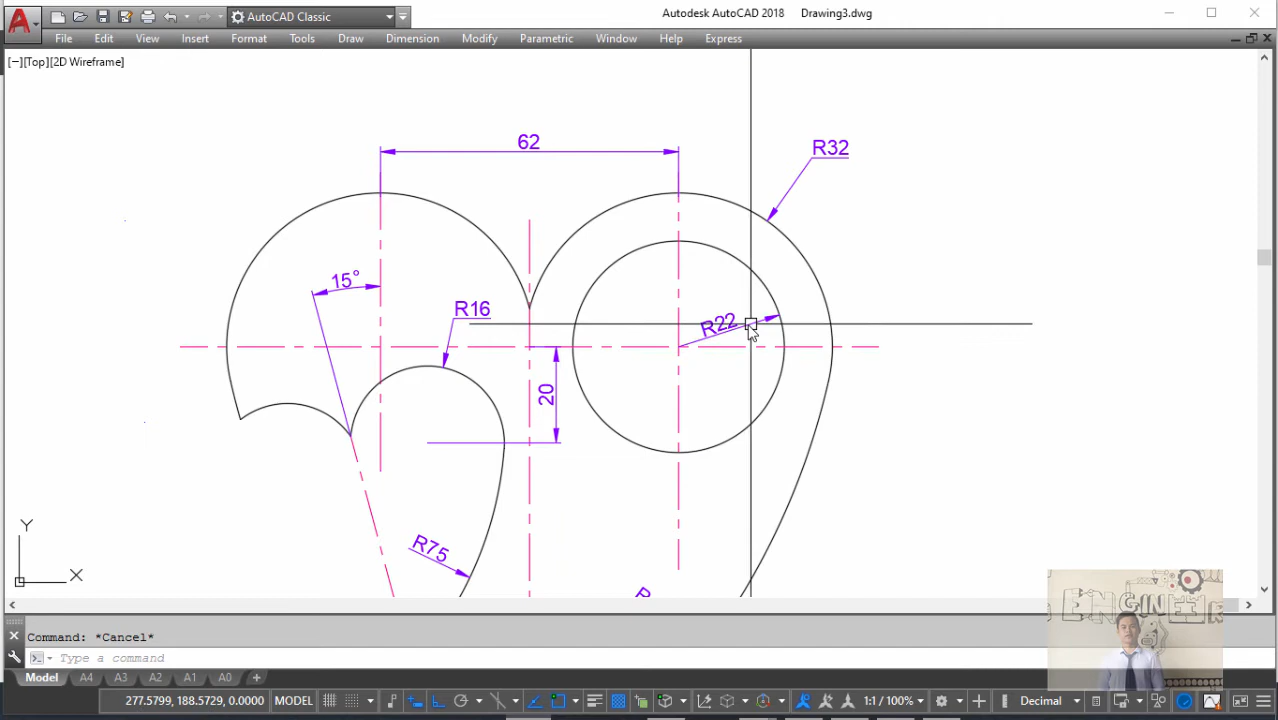 AutoCAD Classic
Autodesk AutoCAD 2018 Drawing3.dwg
File Edit View Insert Format Tools Draw Dimension Modify Parametric Window Help Express
[−][Top][2D Wireframe]
62
R32
15°
R16
R22
20
R75
R
Y
X
ENGINEER
Command: *Cancel*
Type a command
Model A4 A3 A2 A1 A0 +
277.5799, 188.5729, 0.0000 MODEL 1:1 / 100% Decimal